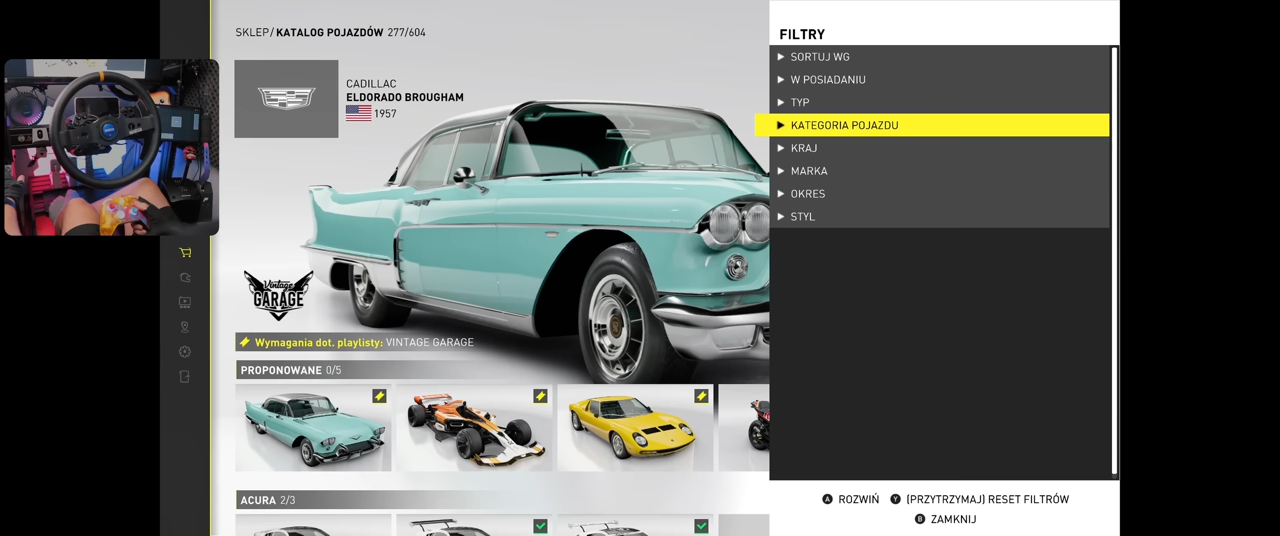 SKLEP/ KATALOG POJAZDÓW 277/604
CADILLAC
ELDORADO BROUGHAM
1957
Vintage
GARAGE
Wymagania dot. playlisty: VINTAGE GARAGE
PROPONOWANE 0/5
ACURA 2/3
FILTRY
SORTUJ WG
W POSIADANIU
TYP
KATEGORIA POJAZDU
KRAJ
MARKA
OKRES
STYL
A ROZWIŃ Y (PRZYTRZYMAJ) RESET FILTRÓW
B ZAMKNIJ